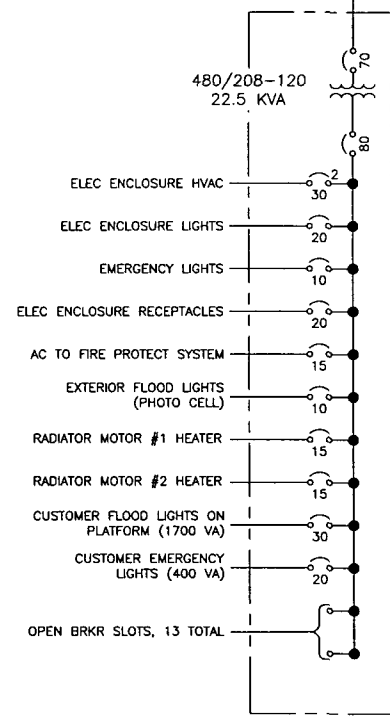 70
480/208-120
22.5 KVA
80
ELEC ENCLOSURE HVAC
2
30
ELEC ENCLOSURE LIGHTS
20
EMERGENCY LIGHTS
10
ELEC ENCLOSURE RECEPTACLES
20
AC TO FIRE PROTECT SYSTEM
15
EXTERIOR FLOOD LIGHTS
(PHOTO CELL)
10
RADIATOR MOTOR #1 HEATER
15
RADIATOR MOTOR #2 HEATER
15
CUSTOMER FLOOD LIGHTS ON
PLATFORM (1700 VA)
30
CUSTOMER EMERGENCY
LIGHTS (400 VA)
20
OPEN BRKR SLOTS, 13 TOTAL